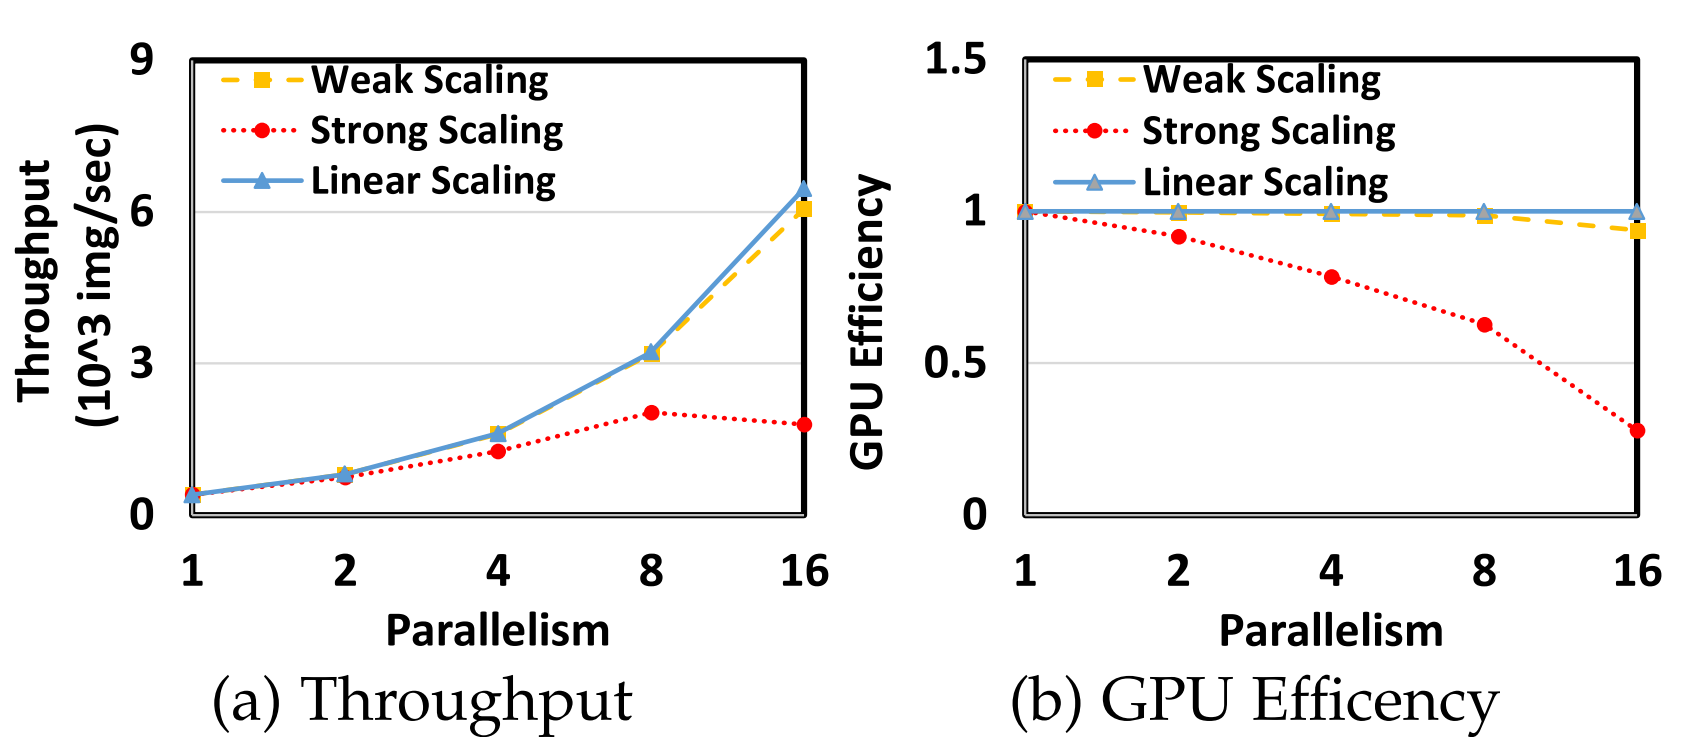 9
6
3
0
Throughput
(10^3 img/sec)
Weak Scaling
Strong Scaling
Linear Scaling
1 2 4 8 16
Parallelism
(a) Throughput
1.5
1
0.5
0
GPU Efficiency
Weak Scaling
Strong Scaling
Linear Scaling
1 2 4 8 16
Parallelism
(b) GPU Efficency